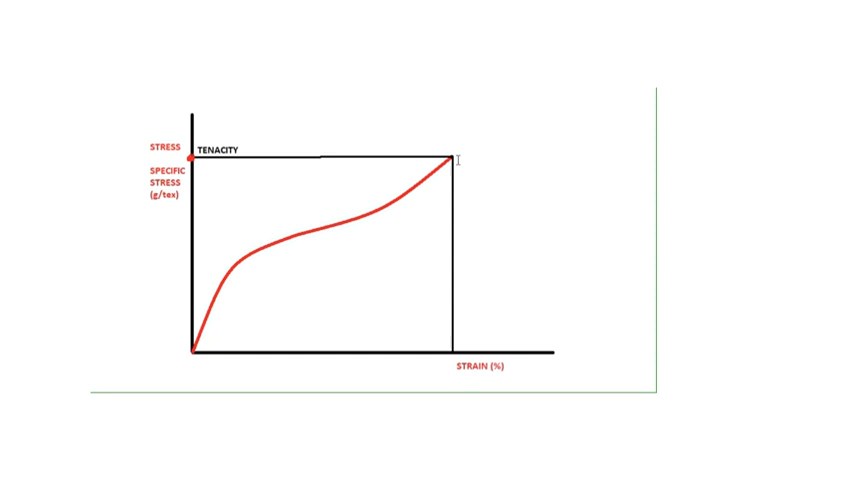 STRESS
TENACITY
SPECIFIC
STRESS
(g/tex)
STRAIN (%)